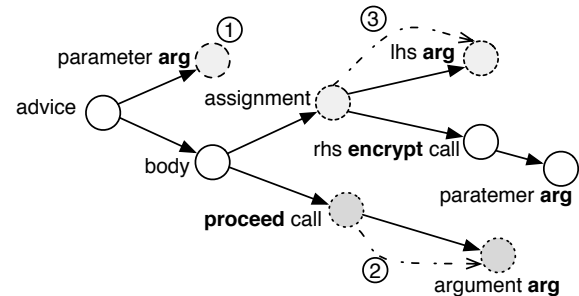 ①
③
parameter arg
lhs arg
assignment
advice
rhs encrypt call
body
paratemer arg
proceed call
②
argument arg